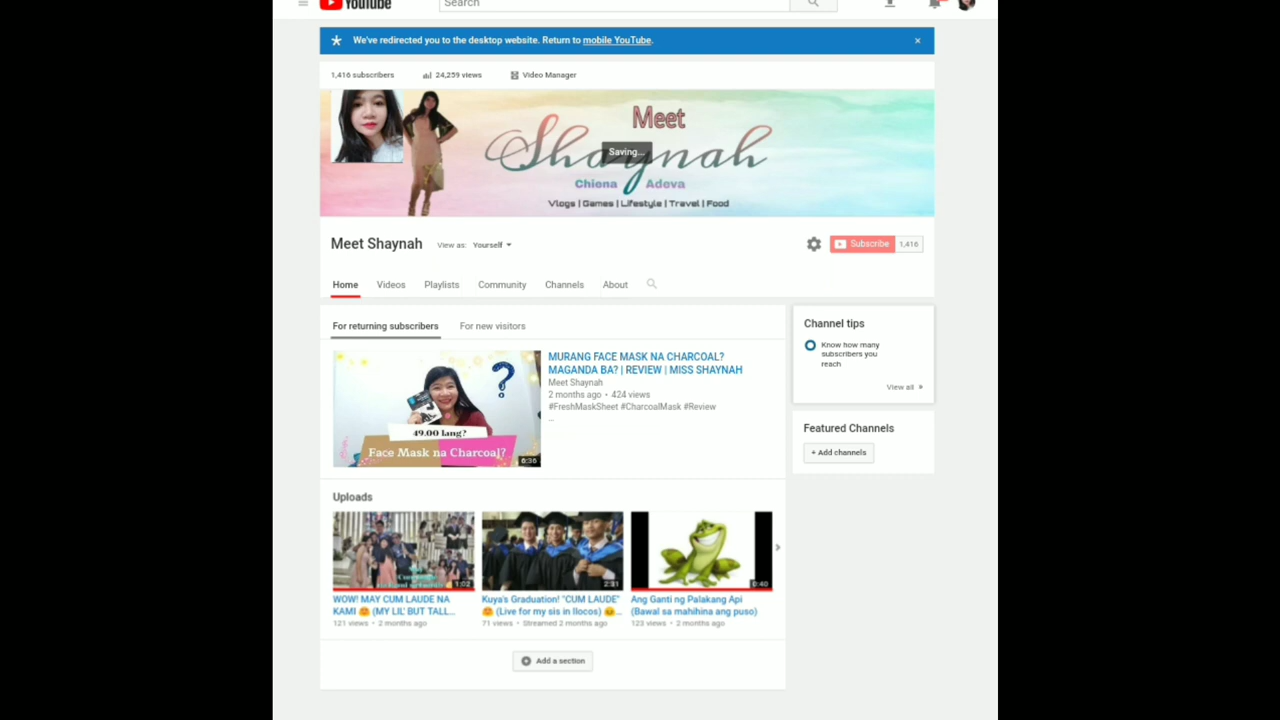 YouTube
Search
We've redirected you to the desktop website. Return to mobile YouTube.
1,416 subscribers
24,259 views
Video Manager
Meet
Shaynah
Saving...
Chiena Adova
Vlogs | Games | Lifestyle | Travel | Food
Meet Shaynah
View as: Yourself
Subscribe 1,416
Home Videos Playlists Community Channels About
For returning subscribers For new visitors
MURANG FACE MASK NA CHARCOAL?
MAGANDA BA? | REVIEW | MISS SHAYNAH
Meet Shaynah
2 months ago • 424 views
#FreshMaskSheet #CharcoalMask #Review
...
?
49.00 lang?
Face Mask na Charcoal?
6:36
Channel tips
Know how many
subscribers you
reach
View all »
Featured Channels
+ Add channels
Uploads
1:02
WOW! MAY CUM LAUDE NA
KAMI 🤗 (MY LIL' BUT TALL...
121 views • 2 months ago
2:31
Kuya's Graduation! "CUM LAUDE"
🤗 (Live for my sis in Ilocos) 😊...
71 views • Streamed 2 months ago
0:40
Ang Ganti ng Palakang Api
(Bawal sa mahihina ang puso)
123 views • 2 months ago
Add a section